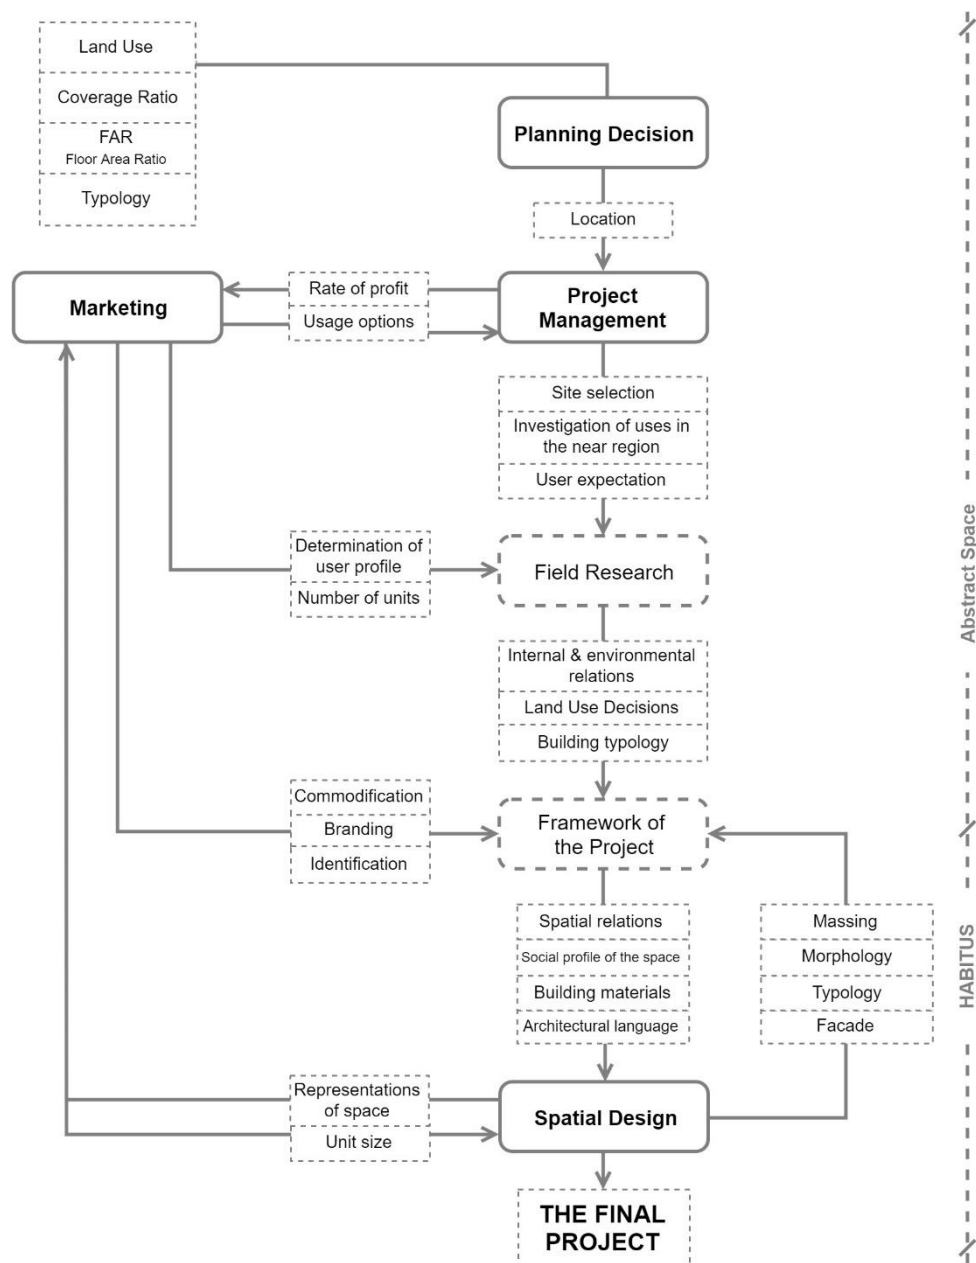 Land Use
Coverage Ratio
FAR
Floor Area Ratio
Typology
Planning Decision
Location
Marketing
Rate of profit
Usage options
Project
Management
Site selection
Investigation of uses in
the near region
User expectation
Determination of
user profile
Number of units
Field Research
Internal & environmental
relations
Land Use Decisions
Building typology
Commodification
Branding
Identification
Framework of
the Project
Spatial relations
Social profile of the space
Building materials
Architectural language
Massing
Morphology
Typology
Facade
Representations
of space
Unit size
Spatial Design
THE FINAL
PROJECT
Abstract Space
HABITUS